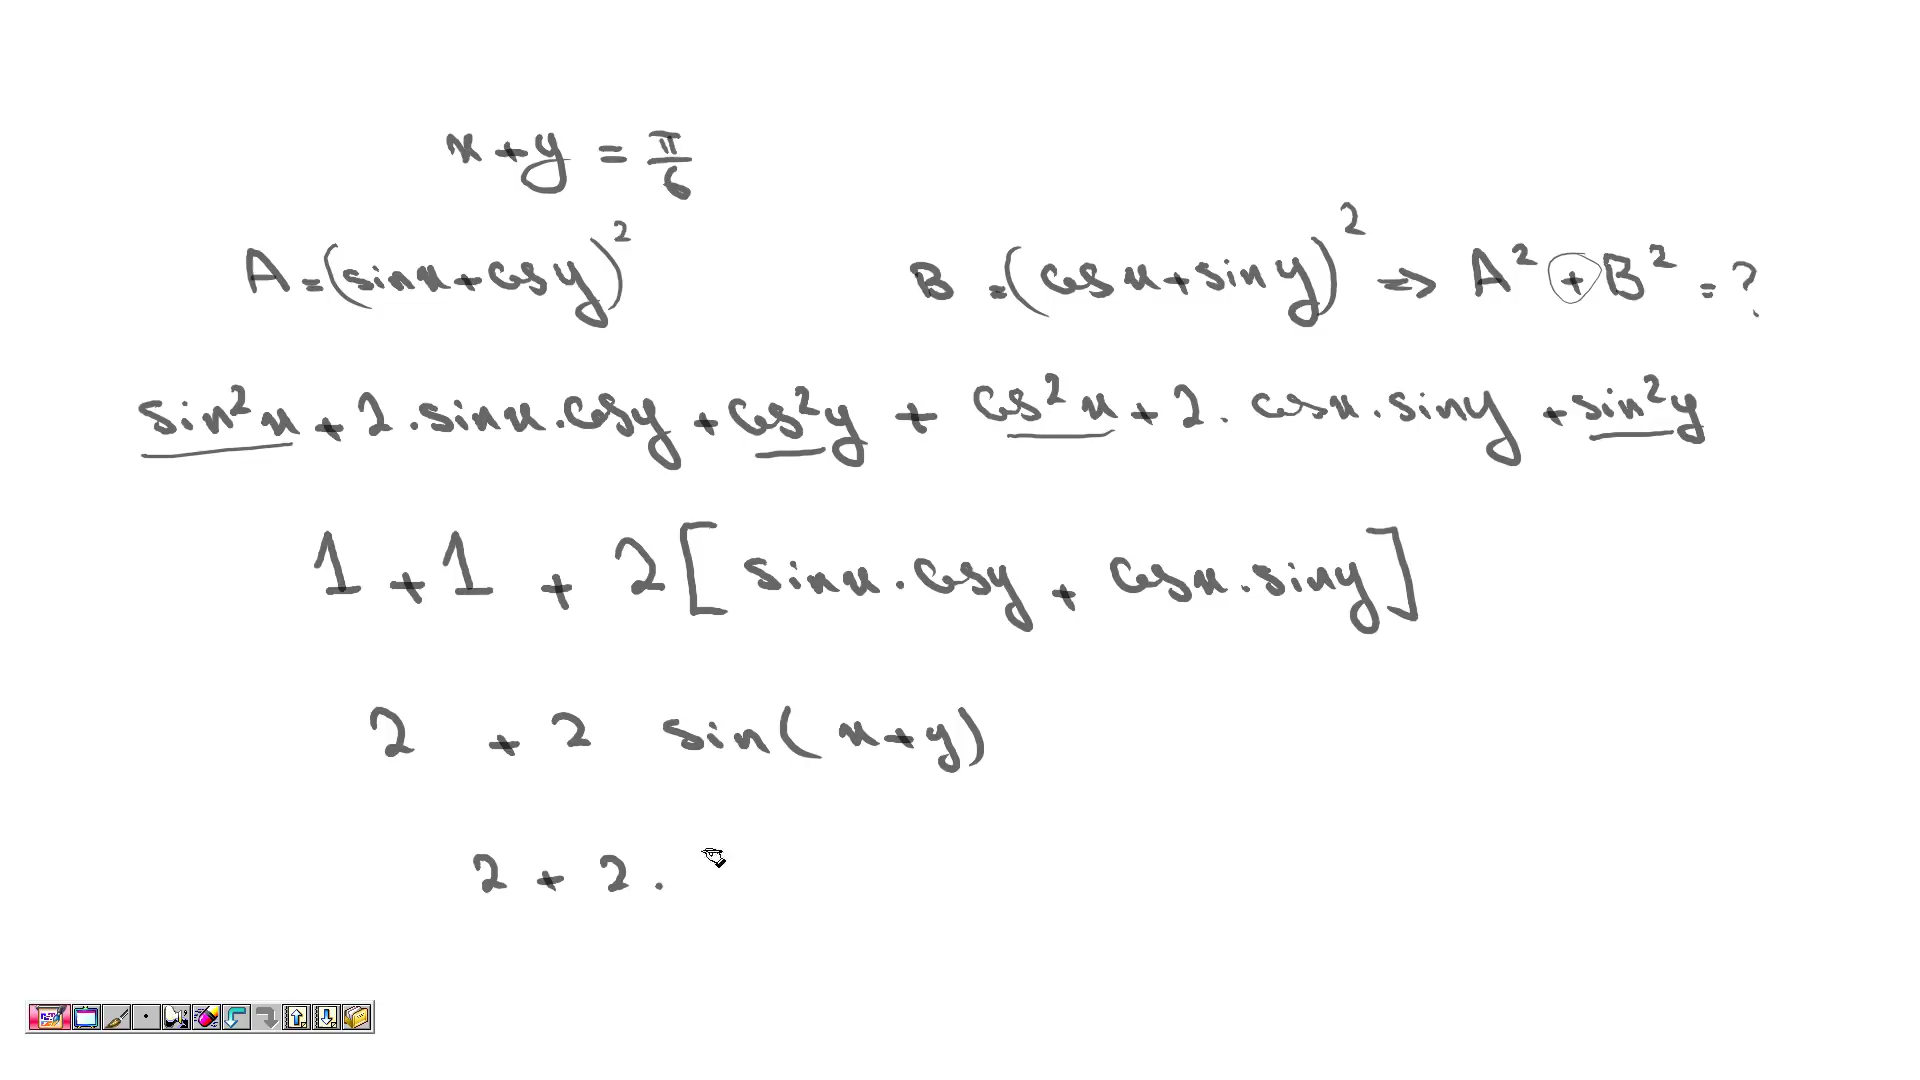 x + y = π/6
A = (sinx + cosy)² B = (cosx + siny)² ⇒ A² + B² = ?
sin²x + 2 . sinx . cosy + cos²y + cos²x + 2 . cosx . siny + sin²y
1 + 1 + 2 [ sinx . cosy + cosx . siny ]
2 + 2 sin( x + y )
2 + 2 .